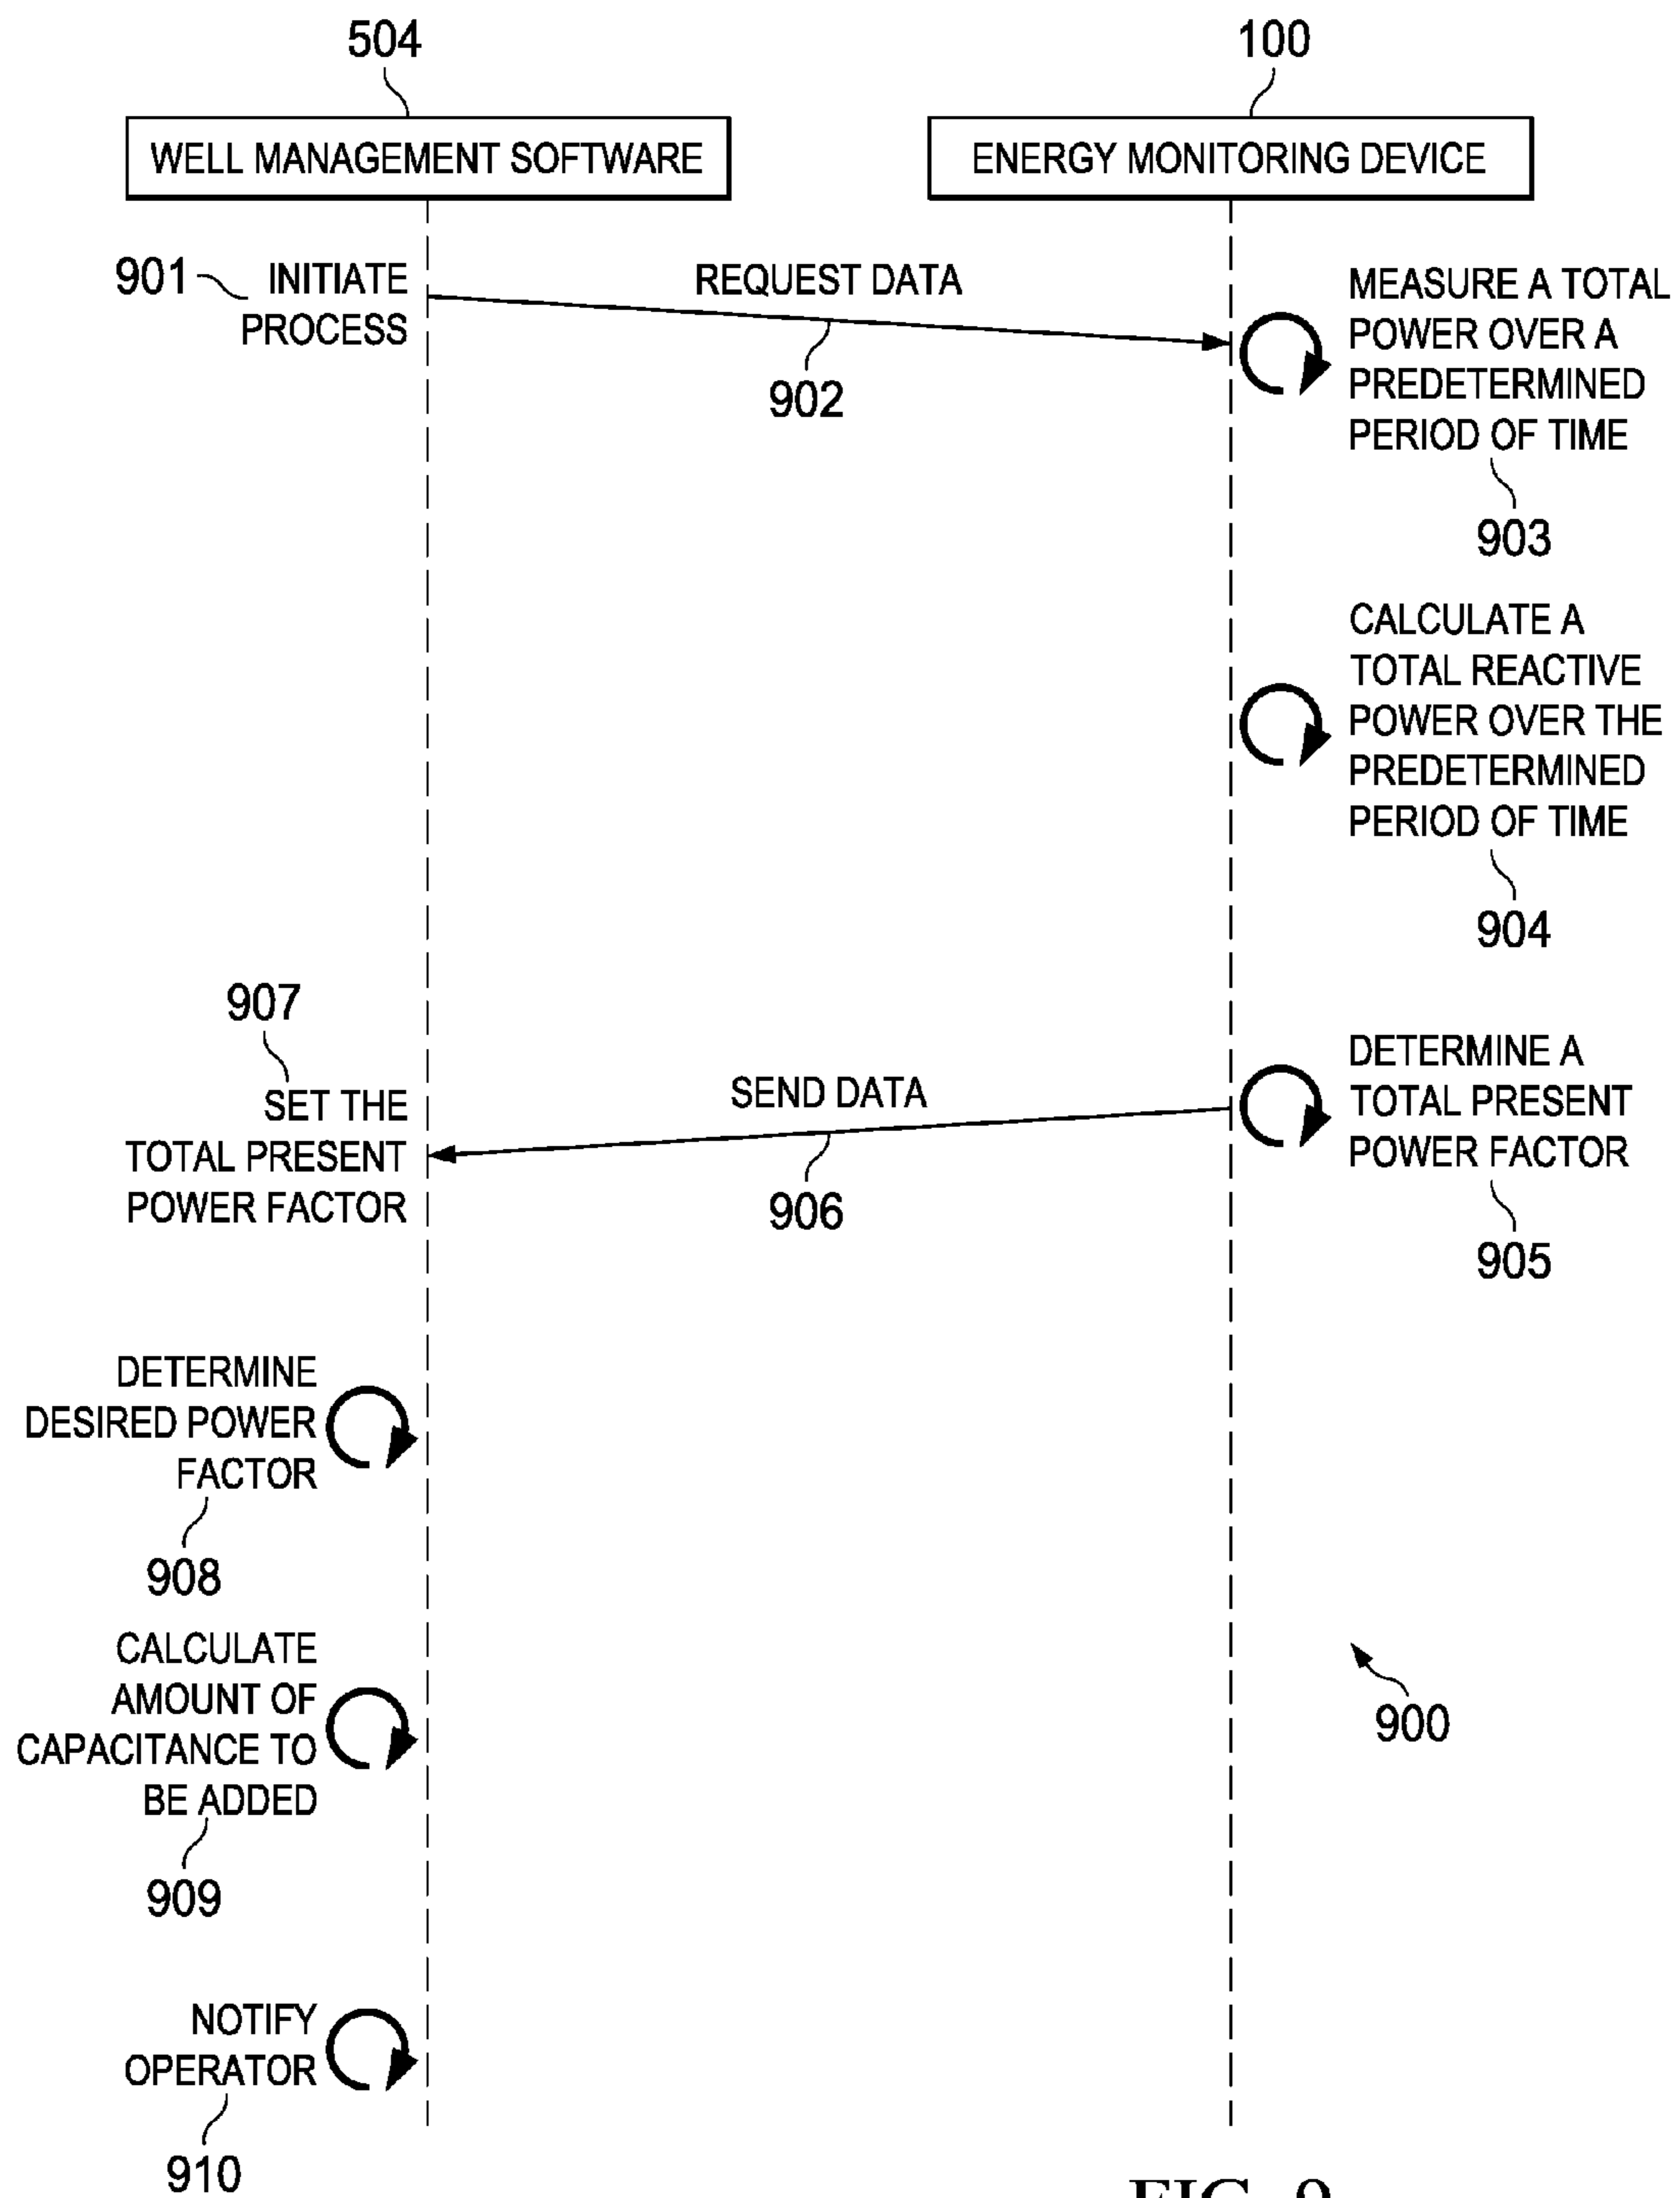 504
100
WELL MANAGEMENT SOFTWARE
ENERGY MONITORING DEVICE
901
INITIATE
PROCESS
REQUEST DATA
902
MEASURE A TOTAL
POWER OVER A
PREDETERMINED
PERIOD OF TIME
903
CALCULATE A
TOTAL REACTIVE
POWER OVER THE
PREDETERMINED
PERIOD OF TIME
904
907
SET THE
TOTAL PRESENT
POWER FACTOR
SEND DATA
906
DETERMINE A
TOTAL PRESENT
POWER FACTOR
905
DETERMINE
DESIRED POWER
FACTOR
908
CALCULATE
AMOUNT OF
CAPACITANCE TO
BE ADDED
909
900
NOTIFY
OPERATOR
910
FIG. 9